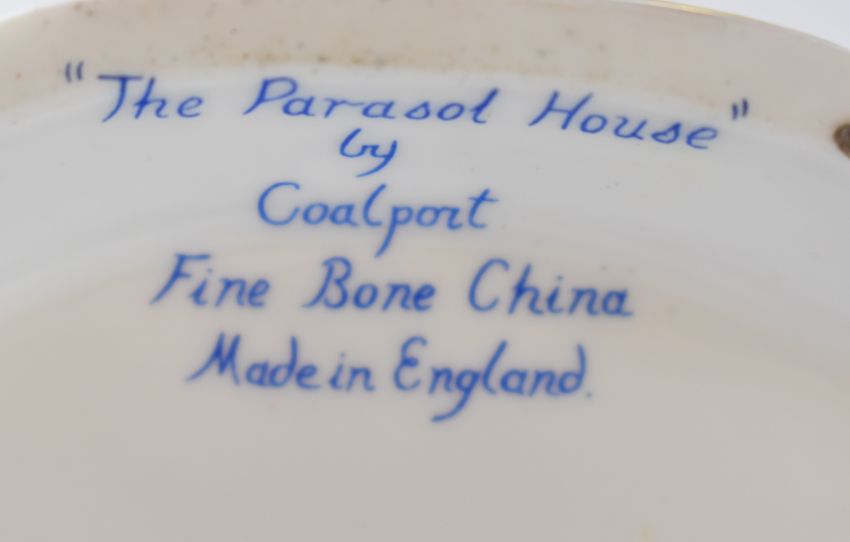 "The Parasol House"
by
Coalport
Fine Bone China
Made in England.